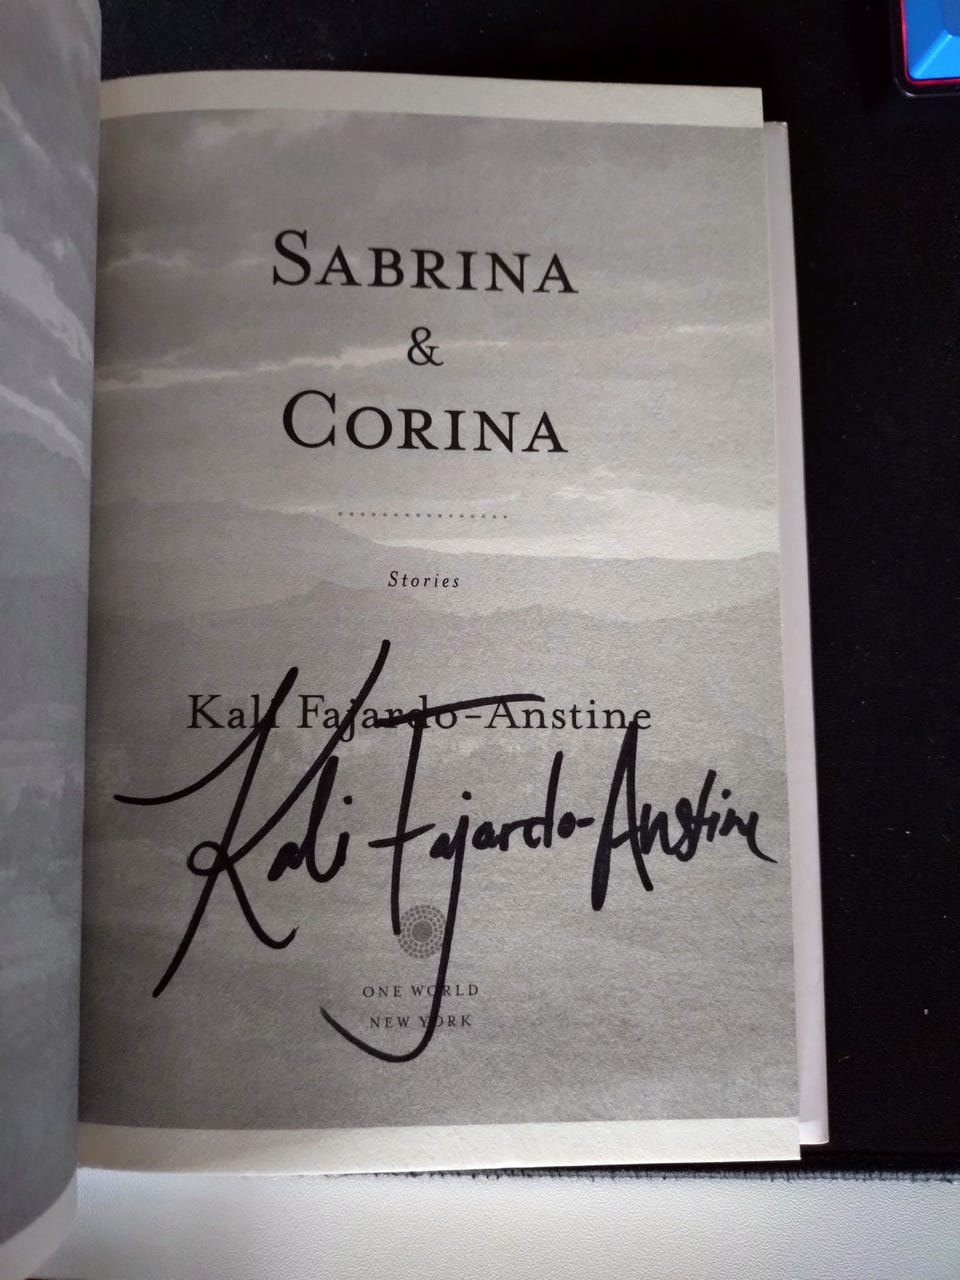 SABRINA
&
CORINA
Stories
Kali Fajardo-Anstine
Kali Fajardo-Anstine
ONE WORLD
NEW YORK